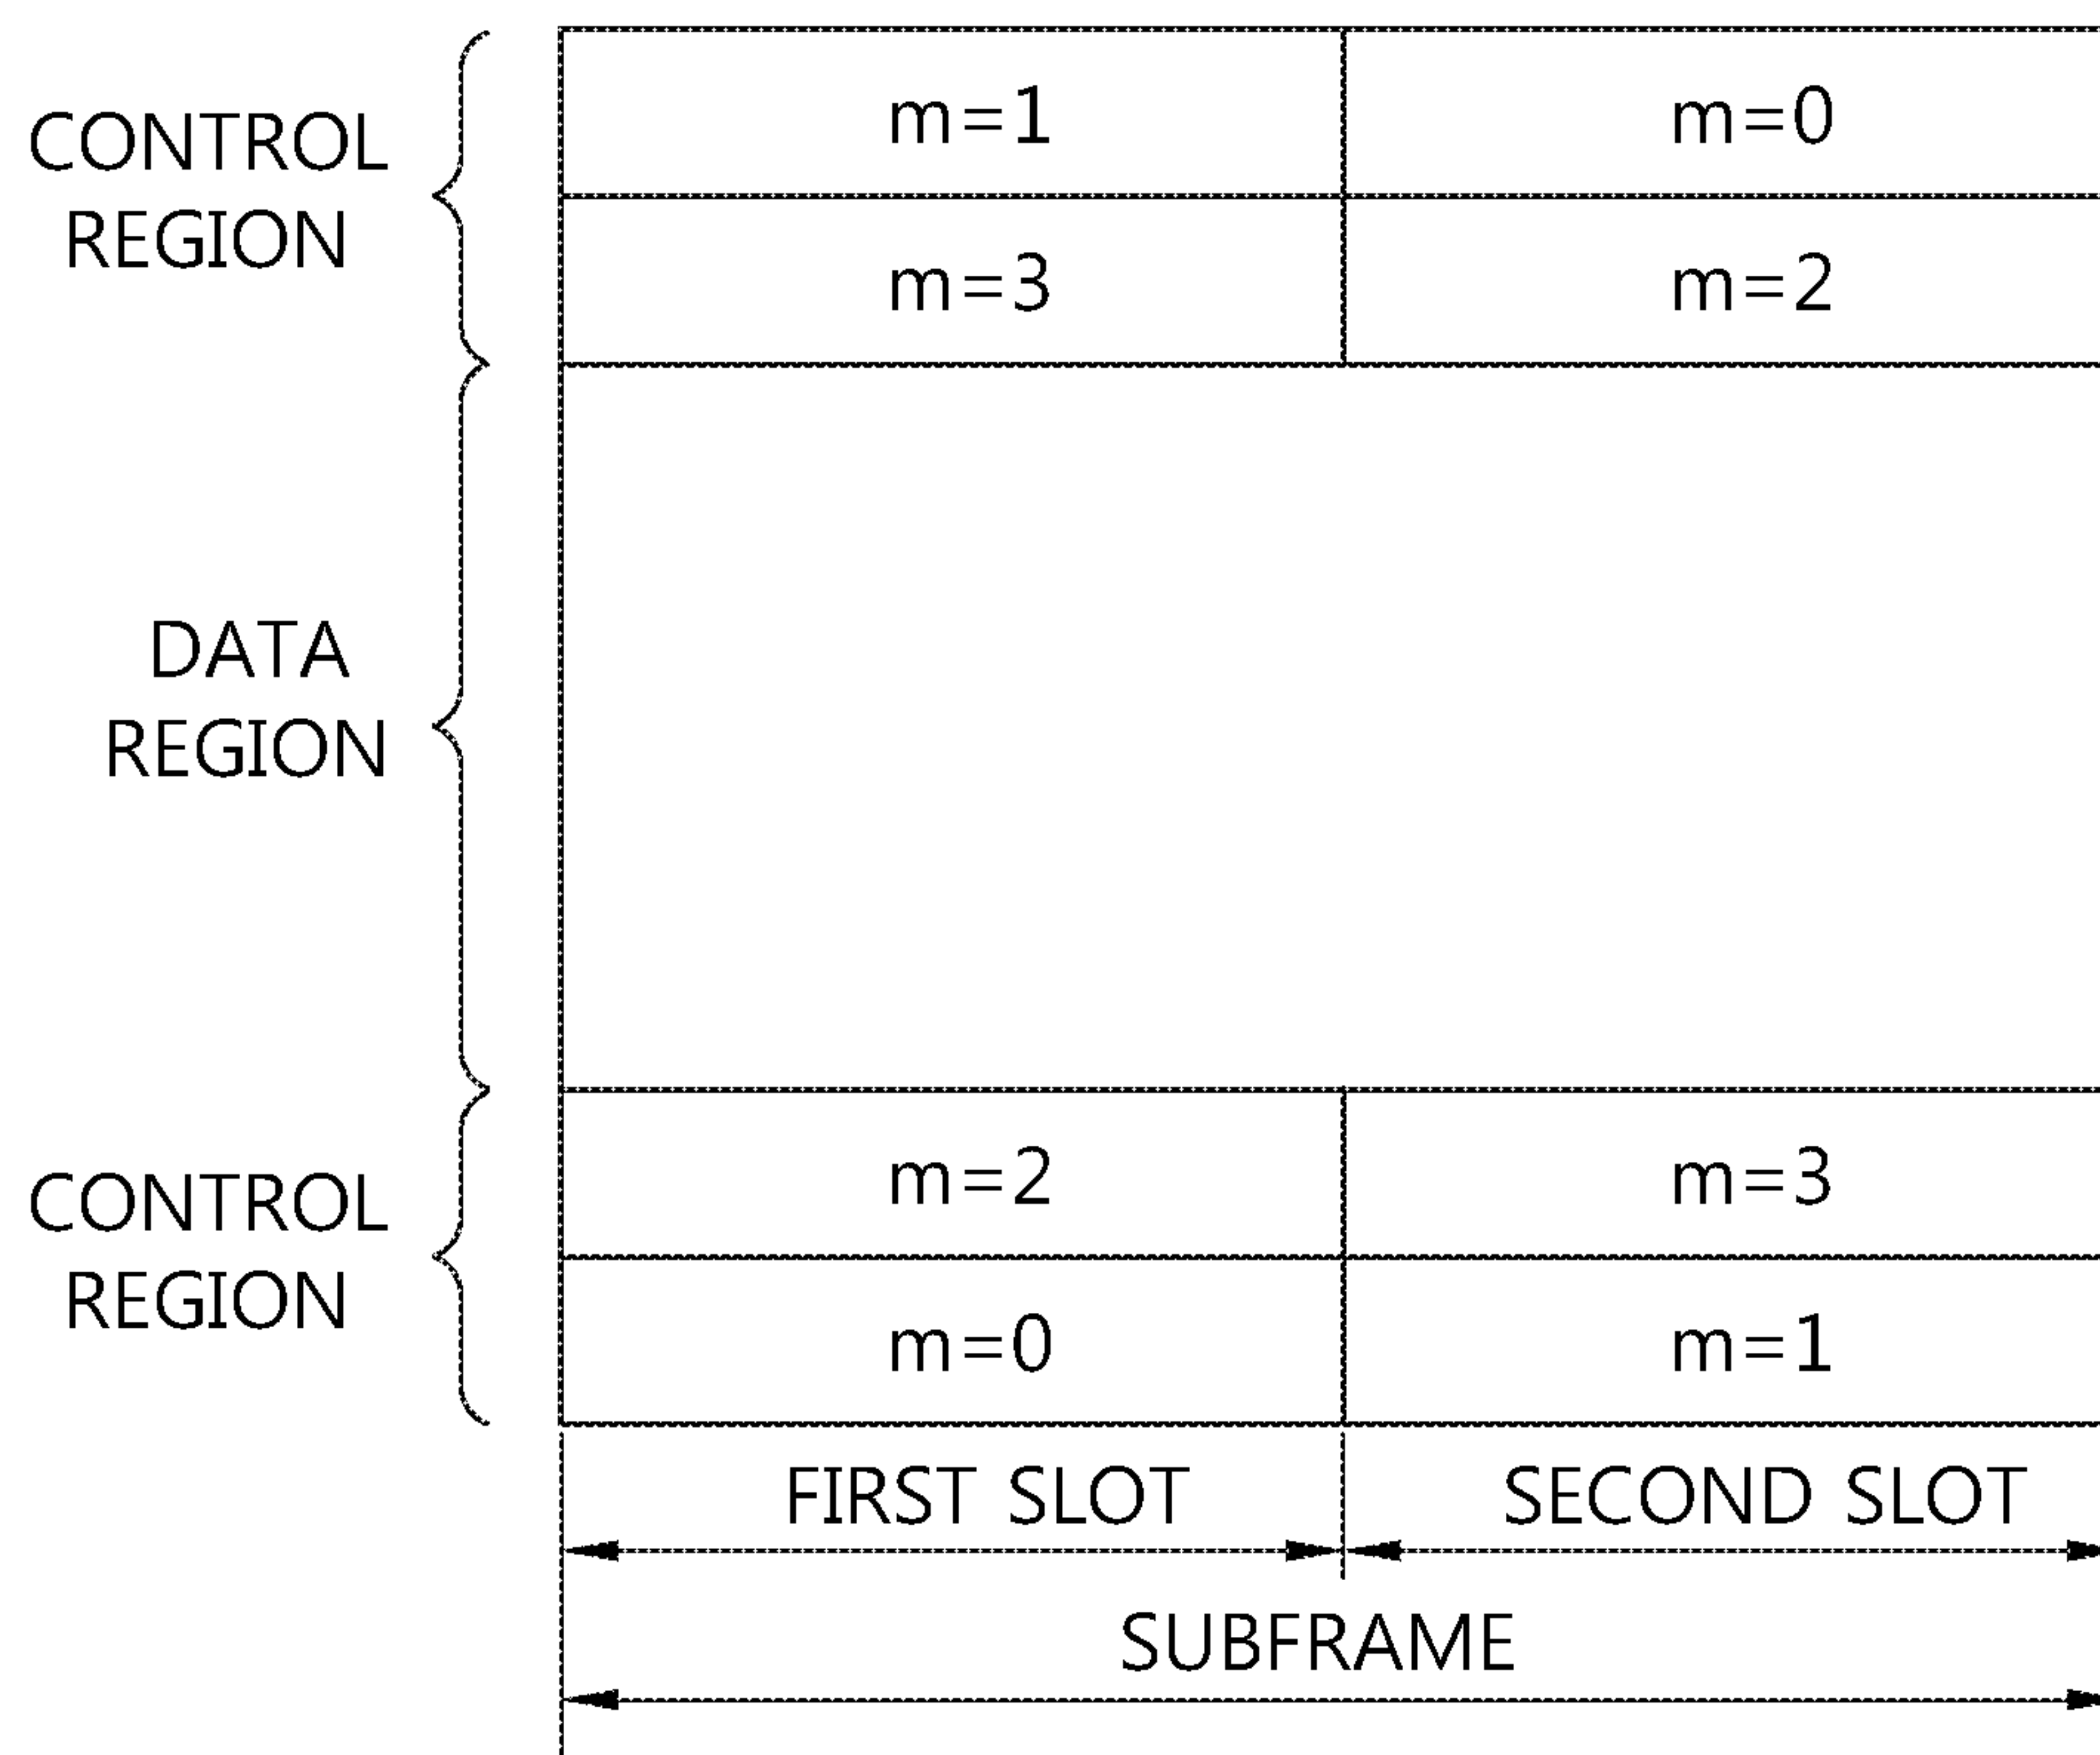 CONTROL
REGION
m=1
m=0
m=3
m=2
DATA
REGION
CONTROL
REGION
m=2
m=3
m=0
m=1
FIRST SLOT
SECOND SLOT
SUBFRAME